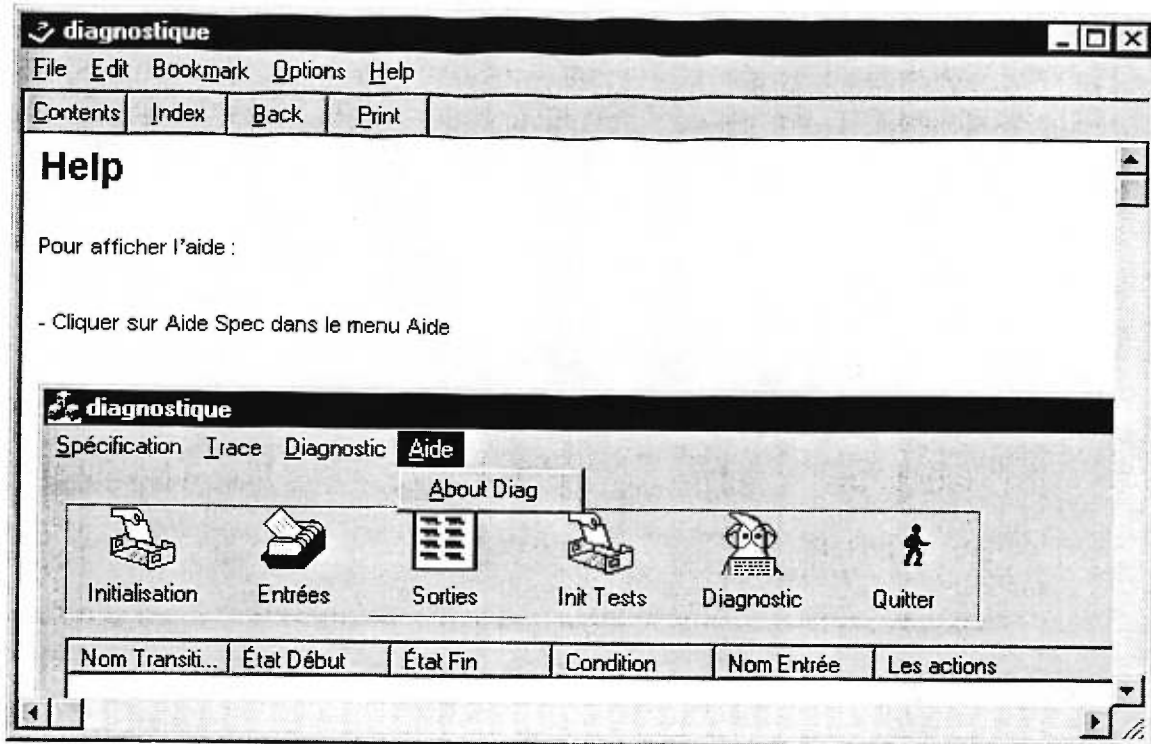 diagnostique
File Edit Bookmark Options Help
Contents Index Back Print
Help
Pour afficher l'aide :
- Cliquer sur Aide Spec dans le menu Aide
diagnostique
Spécification Trace Diagnostic Aide
About Diag
Initialisation Entrées Sorties Init Tests Diagnostic Quitter
Nom Transiti... État Début État Fin Condition Nom Entrée Les actions